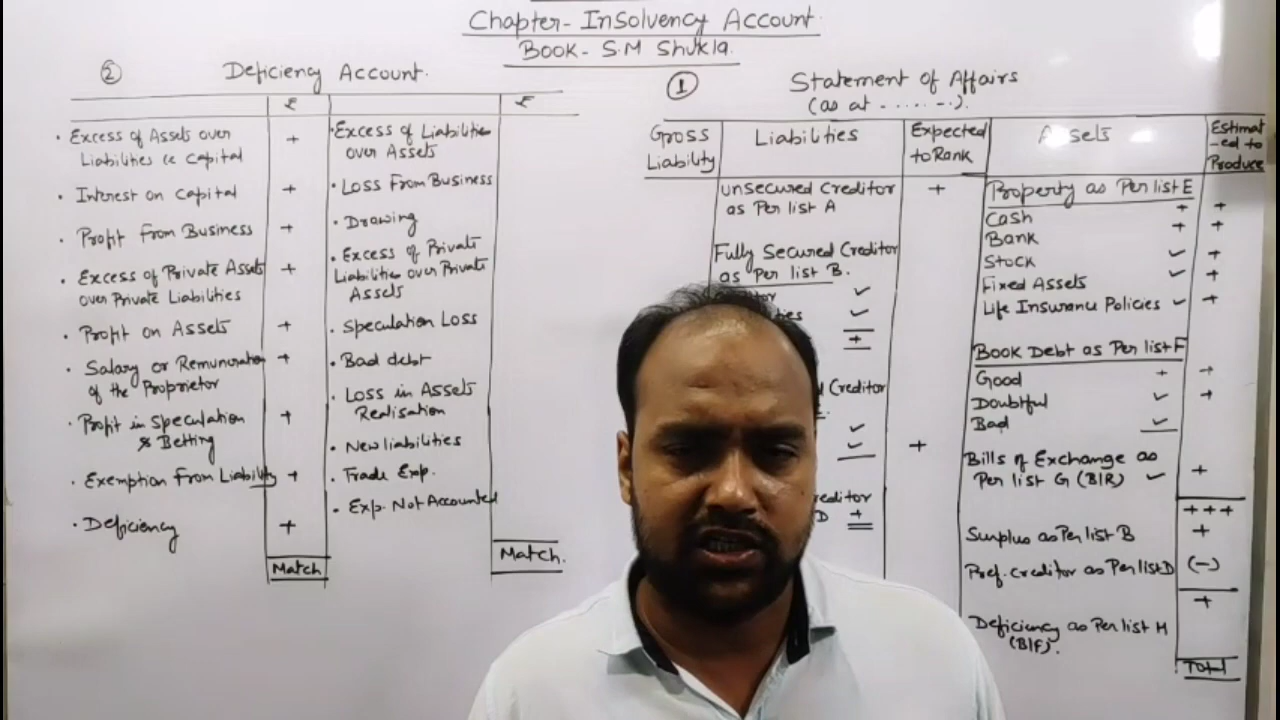 Chapter- Insolvency Account.
Book- S.M Shukla.
② Deficiency Account.
₹ ₹
• Excess of Assets over
Liabilities ie Capital +
• Interest on Capital +
• Profit From Business +
• Excess of Private Assets +
over Private Liabilities
• Profit on Assets +
• Salary or Remuneration +
of the Proprietor
• Profit in Speculation +
& Betting
• Exemption From Liability +
• Deficiency +
Match
• Excess of Liabilities
over Assets
• Loss From Business
• Drawing
• Excess of Private
Liabilities over Private
Assets
• Speculation Loss
• Bad debt
• Loss in Assets
Realisation
• New liabilities
• Trade Exp.
• Exp. Not Accounted
Match.
① Statement of Affairs
(as at .......).
Gross
Liability
Liabilities
Expected
to Rank
Assets
Estimat
-ed to
Produce
unsecured Creditor +
as Per list A
Fully Secured Creditor
as Per list B.
✓
✓
+
Creditor
✓
✓ +
D +
Property as Per list E
Cash + +
Bank + +
Stock ✓ +
Fixed Assets ✓ +
Life Insurance Policies ✓ +
Book Debt as Per list F
Good + +
Doubtful ✓ +
Bad ✓
Bills of Exchange as
Per list G (B|R) ✓ +
+++
Surplus as Per list B +
Pref. Creditor as Per list D (-)
+
Deficiency as Per list H
(B|F).
Total